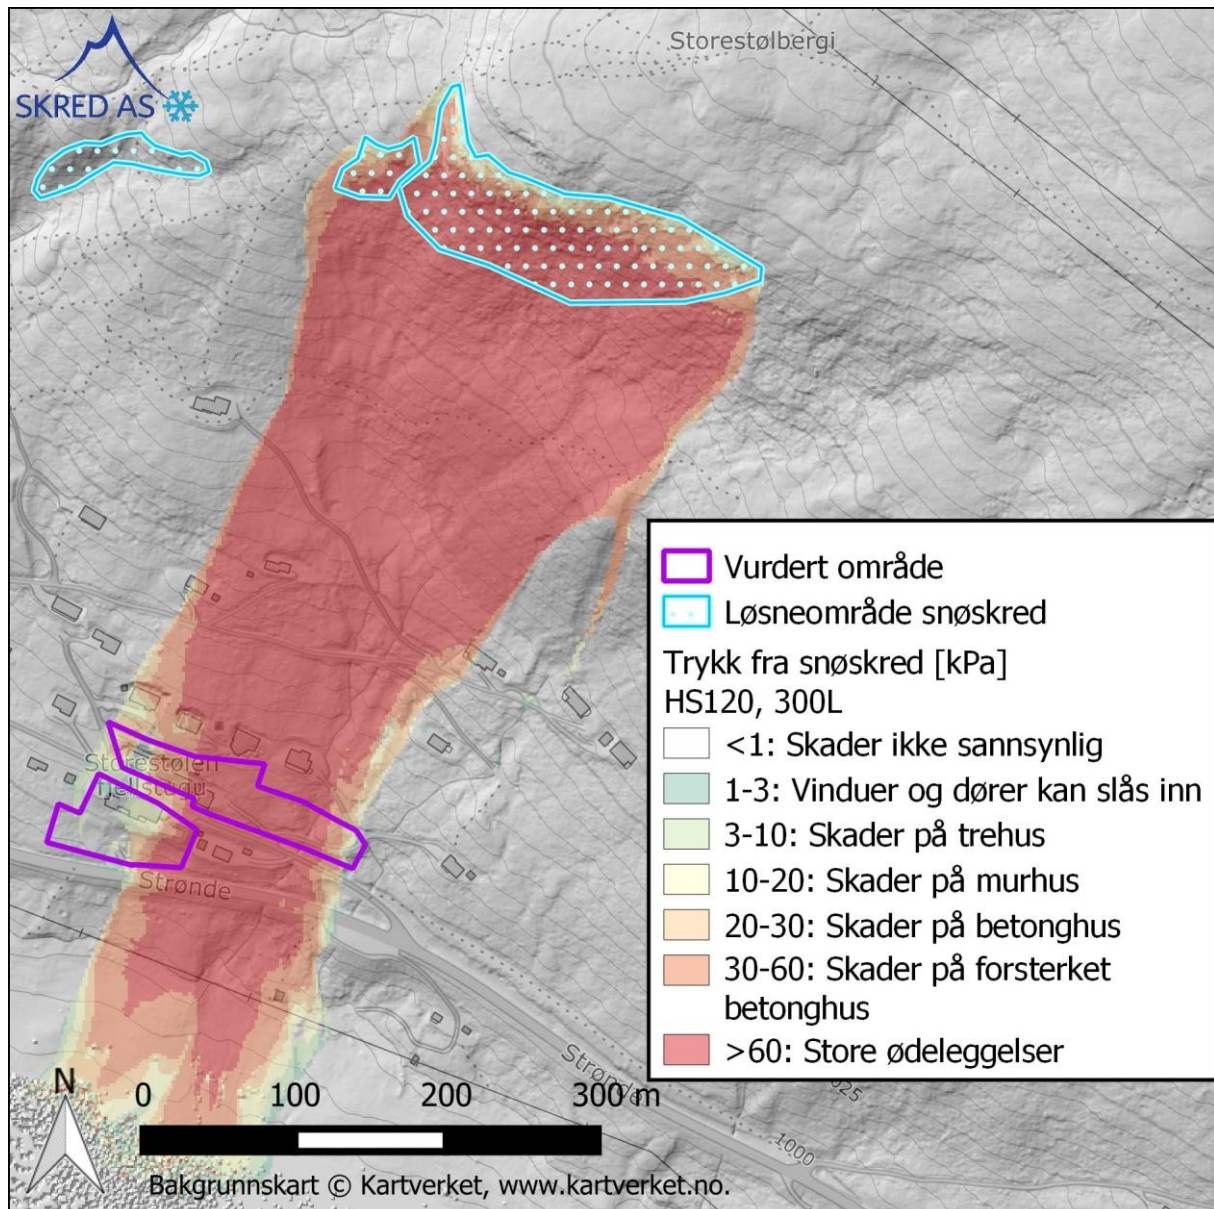 Storestølbergi
SKRED AS
Vurdert område
Løsneområde snøskred
Trykk fra snøskred [kPa]
HS120, 300L
<1: Skader ikke sannsynlig
1-3: Vinduer og dører kan slås inn
3-10: Skader på trehus
10-20: Skader på murhus
20-30: Skader på betonghus
30-60: Skader på forsterket
betonghus
>60: Store ødeleggelser
Storestølen
fjellstogu
Strønde
Strønde
1025
1000
N
0 100 200 300 m
Bakgrunnskart © Kartverket, www.kartverket.no.